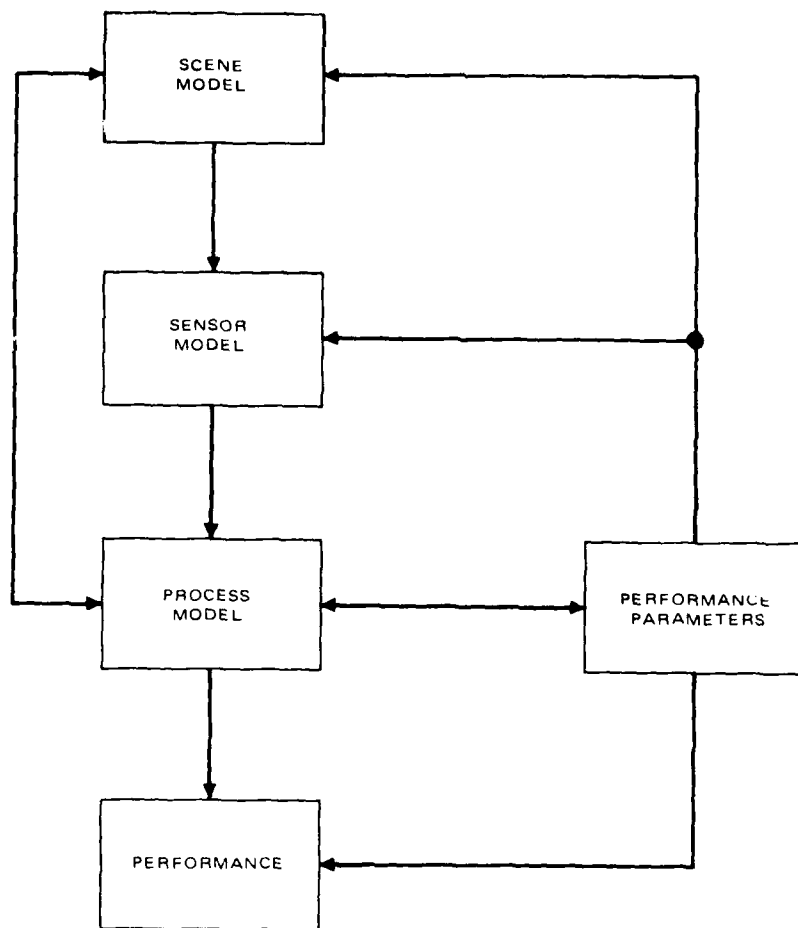 SCENE
MODEL
SENSOR
MODEL
PROCESS
MODEL
PERFORMANCE
PARAMETERS
PERFORMANCE